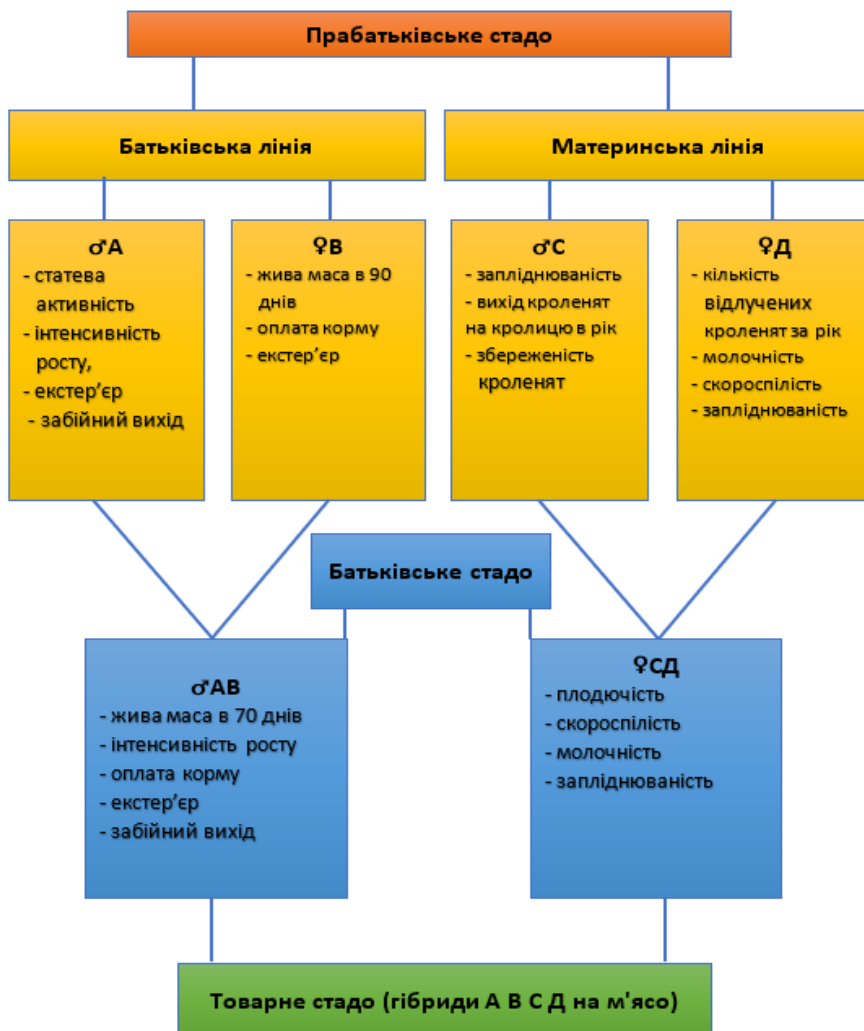 Прабатьківське стадо
Батьківська лінія
Материнська лінія
♂А
- статева
активність
- інтенсивність
росту,
- екстер’єр
- забійний вихід
♀В
- жива маса в 90
днів
- оплата корму
- екстер’єр
♂С
- запліднюваність
- вихід кроленят
на кролицю в рік
- збереженість
кроленят
♀Д
- кількість
відлучених
кроленят за рік
- молочність
- скороспілість
- запліднюваність
Батьківське стадо
♂АВ
- жива маса в 70 днів
- інтенсивність росту
- оплата корму
- екстер’єр
- забійний вихід
♀СД
- плодючість
- скороспілість
- молочність
- запліднюваність
Товарне стадо (гібриди А В С Д на м'ясо)